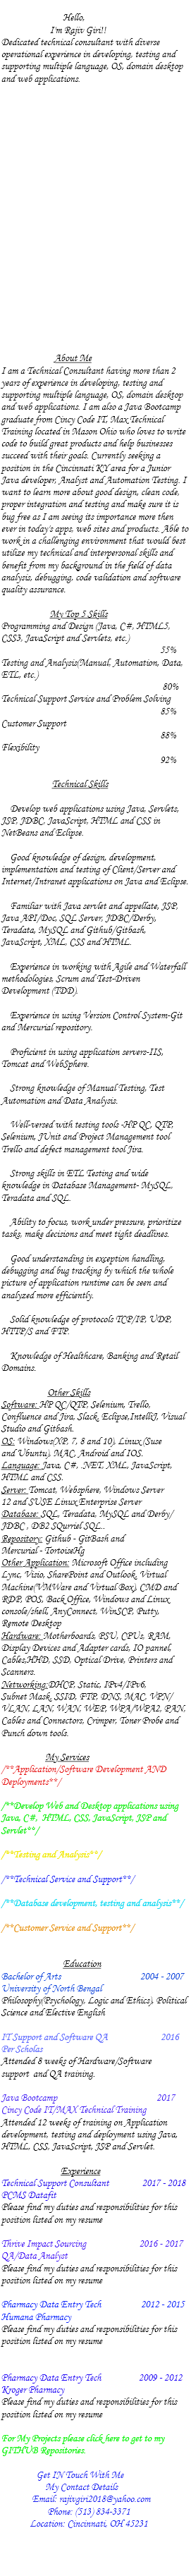 Hello,
I'm Rajiv Giri!!
Dedicated technical consultant with diverse
operational experience in developing, testing and
supporting multiple language, OS, domain desktop
and web applications.
About Me
I am a Technical Consultant having more than 2
years of experience in developing, testing and
supporting multiple language, OS, domain desktop
and web applications. I am also a Java Bootcamp
graduate from Cincy Code IT, Max Technical
Training located in Mason Ohio who loves to write
code to build great products and help businesses
succeed with their goals. Currently seeking a
position in the Cincinnati, KY area for a Junior
Java developer, Analyst and Automation Testing. I
want to learn more about good design, clean code,
proper integration and testing and make sure it is
bug free as I am seeing its importance more then
ever in today's apps, web sites and products. Able to
work in a challenging environment that would best
utilize my technical and interpersonal skills and
benefit from my background in the field of data
analysis, debugging, code validation and software
quality assurance.
My Top 5 Skills
Programming and Design (Java, C#, HTML5,
CSS3, JavaScript and Servlets, etc.)
55%
Testing and Analysis(Manual, Automation, Data,
ETL, etc.)
80%
Technical Support Service and Problem Solving
85%
Customer Support
88%
Flexibility
92%
Technical Skills
Develop web applications using Java, Servlets,
JSP, JDBC, JavaScript, HTML and CSS in
NetBeans and Eclipse.
Good knowledge of design, development,
implementation and testing of Client/Server and
Internet/Intranet applications on Java and Eclipse.
Familiar with Java servlet and appellate, JSP,
Java API/Doc, SQL Server, JDBC/Derby,
Teradata, MySQL and Github/Gitbash,
JavaScript, XML, CSS and HTML.
Experience in working with Agile and Waterfall
methodologies, Scrum and Test-Driven
Development (TDD).
Experience in using Version Control System-Git
and Mercurial repository.
Proficient in using application servers-IIS,
Tomcat and WebSphere.
Strong knowledge of Manual Testing, Test
Automation and Data Analysis.
Well-versed with testing tools -HP QC, QTP,
Selenium, JUnit and Project Management tool
Trello and defect management tool Jira.
Strong skills in ETL Testing and wide
knowledge in Database Management- MySQL,
Teradata and SQL.
Ability to focus, work under pressure, prioritize
tasks, make decisions and meet tight deadlines.
Good understanding in exception handling,
debugging and bug tracking by which the whole
picture of application runtime can be seen and
analyzed more efficiently.
Solid knowledge of protocols TCP/IP, UDP,
HTTP/S and FTP.
Knowledge of Healthcare, Banking and Retail
Domains.
Other Skills
Software: HP QC/QTP, Selenium, Trello,
Confluence and Jira, Slack, Eclipse, IntelliJ, Visual
Studio and Gitbash.
OS: Windows(XP, 7, 8 and 10), Linux(Suse
and Ubuntu), MAC, Android and IOS.
Language: Java, C#, .NET, XML, JavaScript,
HTML and CSS.
Server: Tomcat, Websphere, Windows Server
12 and SUSE Linux Enterprise Server
Database: SQL, Teradata, MySQL and Derby/
JDBC , DB2 SQurriel SQL..
Repository: Github - GitBash and
Mercurial - TortoiseHg
Other Application: Microsoft Office including
Lync, Visio, PowerPoint and Outlook, Virtual
Machine(VMWare and Virtual Box), CMD and
RDP, POS, Back Office, Windows and Linux
console/shell, AnyConnect, WinSCP, Putty,
Remote Desktop
Hardware: Motherboards, PSU, CPUs, RAM,
Display Devices and Adapter cards, IO pannel,
Cables,HHD, SSD, Optical Drive, Printers and
Scanners.
Networking: DHCP, Static, IPv4/IPv6,
Subnet Mask, SSID, FTP, DNS, MAC, VPN/
VLAN, LAN, WAN, WEP, WPA/WPA2, PAN,
Cables and Connectors, Crimper, Toner Probe and
Punch down tools.
My Services
/**Application/Software Development AND
Deployments**/
/**Develop Web and Desktop applications using
Java, C#, HTML, CSS, JavaScript, JSP and
Servlet**/
/**Testing and Analysis**/
/**Technical Service and Support**/
/**Database development, testing and analysis**/
/**Customer Service and Support**/
Education
Bachelor of Arts 2004 - 2007
University of North Bengal
Philosophy(Psychology, Logic and Ethics), Political
Science and Elective English
IT Support and Software QA 2016
Per Scholas
Attended 8 weeks of Hardware/Software
support and QA training.
Java Bootcamp 2017
Cincy Code IT/MAX Technical Training
Attended 12 weeks of training on Application
development, testing and deployment using Java,
HTML, CSS, JavaScript, JSP and Servlet.
Experience
Technical Support Consultant 2017 - 2018
PCMS Datafit
Please find my duties and responsibilities for this
position listed on my resume
Thrive Impact Sourcing 2016 - 2017
QA/Data Analyst
Please find my duties and responsibilities for this
position listed on my resume
Pharmacy Data Entry Tech 2012 - 2015
Humana Pharmacy
Please find my duties and responsibilities for this
position listed on my resume
Pharmacy Data Entry Tech 2009 - 2012
Kroger Pharmacy
Please find my duties and responsibilities for this
position listed on my resume
For My Projects please click here to get to my
GITHUB Repositories.
Get IN Touch With Me
My Contact Details
Email: rajivgiri2018@yahoo.com
Phone: (513) 834-3371
Location: Cincinnati, OH 45231